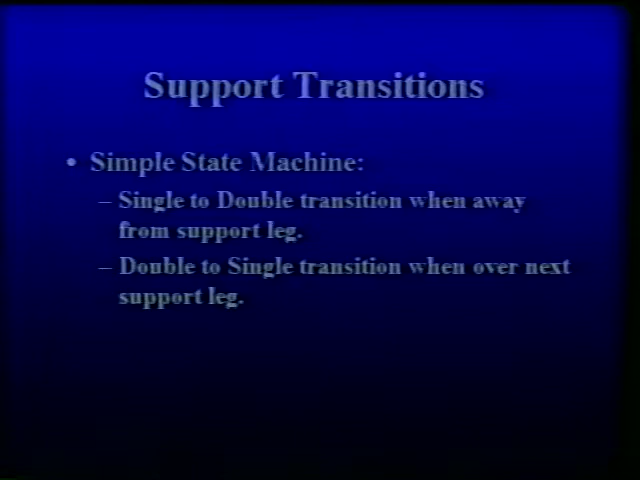 Support Transitions
• Simple State Machine:
– Single to Double transition when away
from support leg.
– Double to Single transition when over next
support leg.